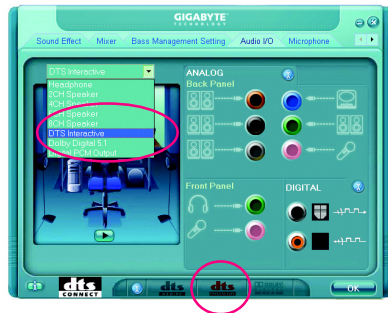 GIGABYTE
TECHNOLOGY
Sound Effect Mixer Bass Management Setting Audio I/O Microphone
DTS Interactive
Headphone
2CH Speaker
4CH Speaker
6CH Speaker
8CH Speaker
DTS Interactive
Dolby Digital 5.1
Digital PCM Output
ANALOG
Back Panel
Front Panel
DIGITAL
dts
CONNECT
dts
dts
INTERACTIVE
OK